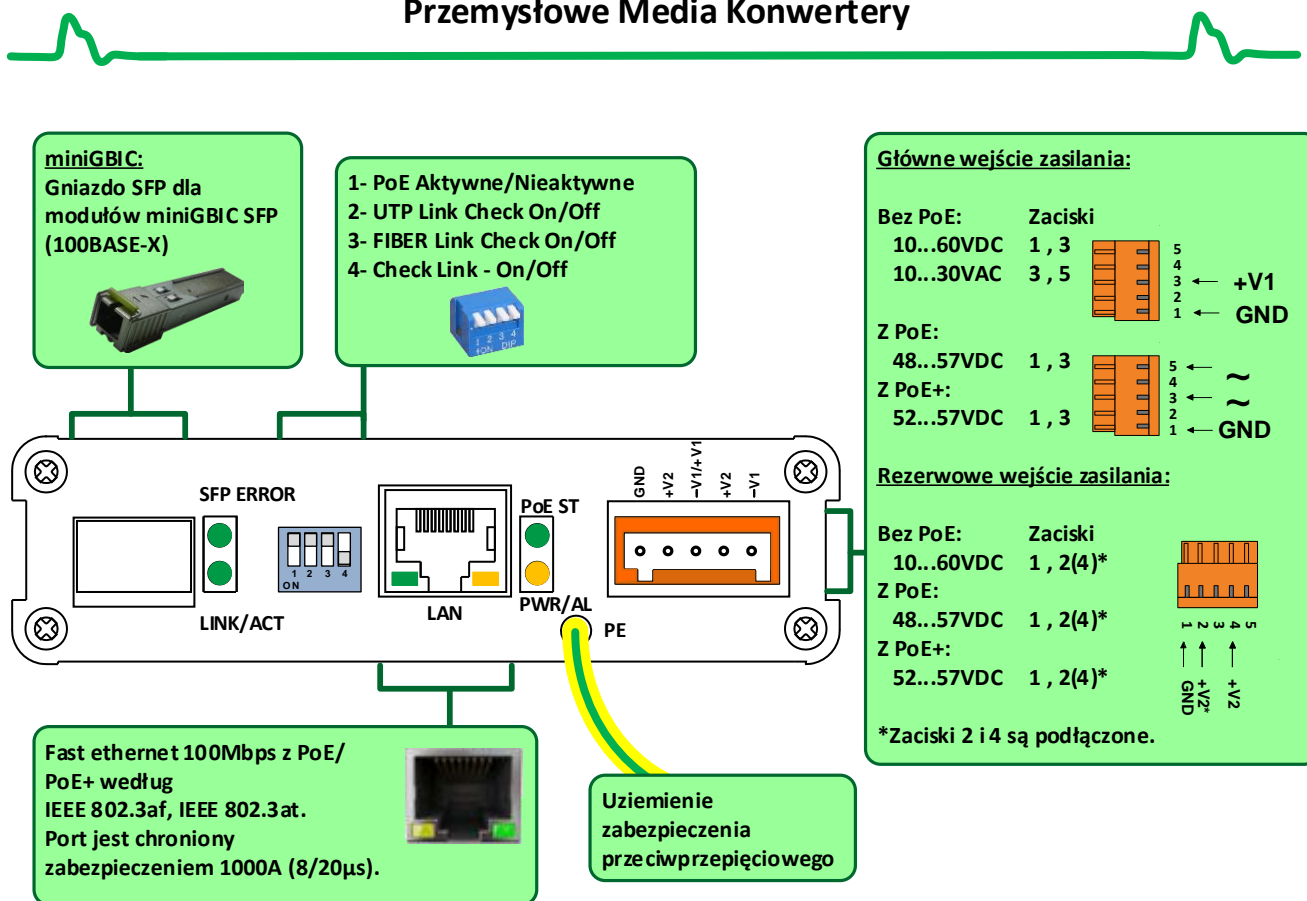 Przemysłowe Media Konwertery
miniGBIC:
Gniazdo SFP dla
modułów miniGBIC SFP
(100BASE-X)
1- PoE Aktywne/Nieaktywne
2- UTP Link Check On/Off
3- FIBER Link Check On/Off
4- Check Link - On/Off
1 2 3 4
↑ON DIP
Główne wejście zasilania:
Bez PoE: Zaciski
10...60VDC 1 , 3
10...30VAC 3 , 5
5
4
3 ← +V1
2
1 ← GND
Z PoE:
48...57VDC 1 , 3
Z PoE+:
52...57VDC 1 , 3
5 ← ~
4
3 ← ~
2
1 ← GND
Rezerwowe wejście zasilania:
Bez PoE: Zaciski
10...60VDC 1 , 2(4)*
Z PoE:
48...57VDC 1 , 2(4)*
Z PoE+:
52...57VDC 1 , 2(4)*
1 2 3 4 5
GND
+V2*
+V2
*Zaciski 2 i 4 są podłączone.
SFP ERROR
LINK/ACT
1 2 3 4
ON
LAN
PoE ST
PWR/AL
PE
GND
+V2
–V1/+V1
+V2
–V1
Fast ethernet 100Mbps z PoE/
PoE+ według
IEEE 802.3af, IEEE 802.3at.
Port jest chroniony
zabezpieczeniem 1000A (8/20µs).
Uziemienie
zabezpieczenia
przeciwprzepięciowego